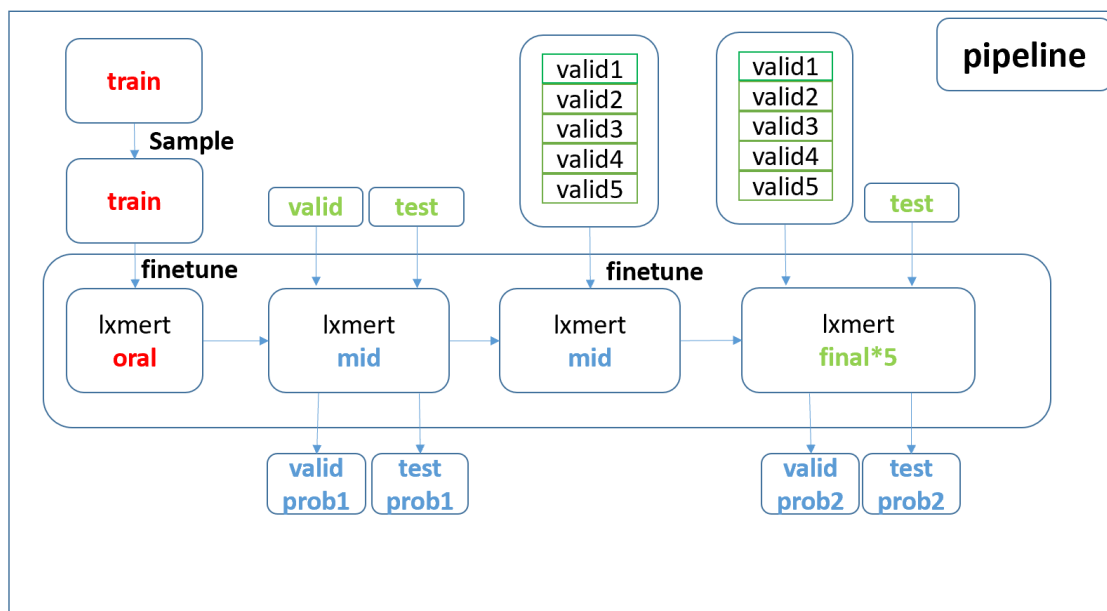 pipeline
train
Sample
train
valid
test
valid1
valid2
valid3
valid4
valid5
valid1
valid2
valid3
valid4
valid5
test
finetune
finetune
lxmert
oral
lxmert
mid
lxmert
mid
lxmert
final*5
valid
prob1
test
prob1
valid
prob2
test
prob2